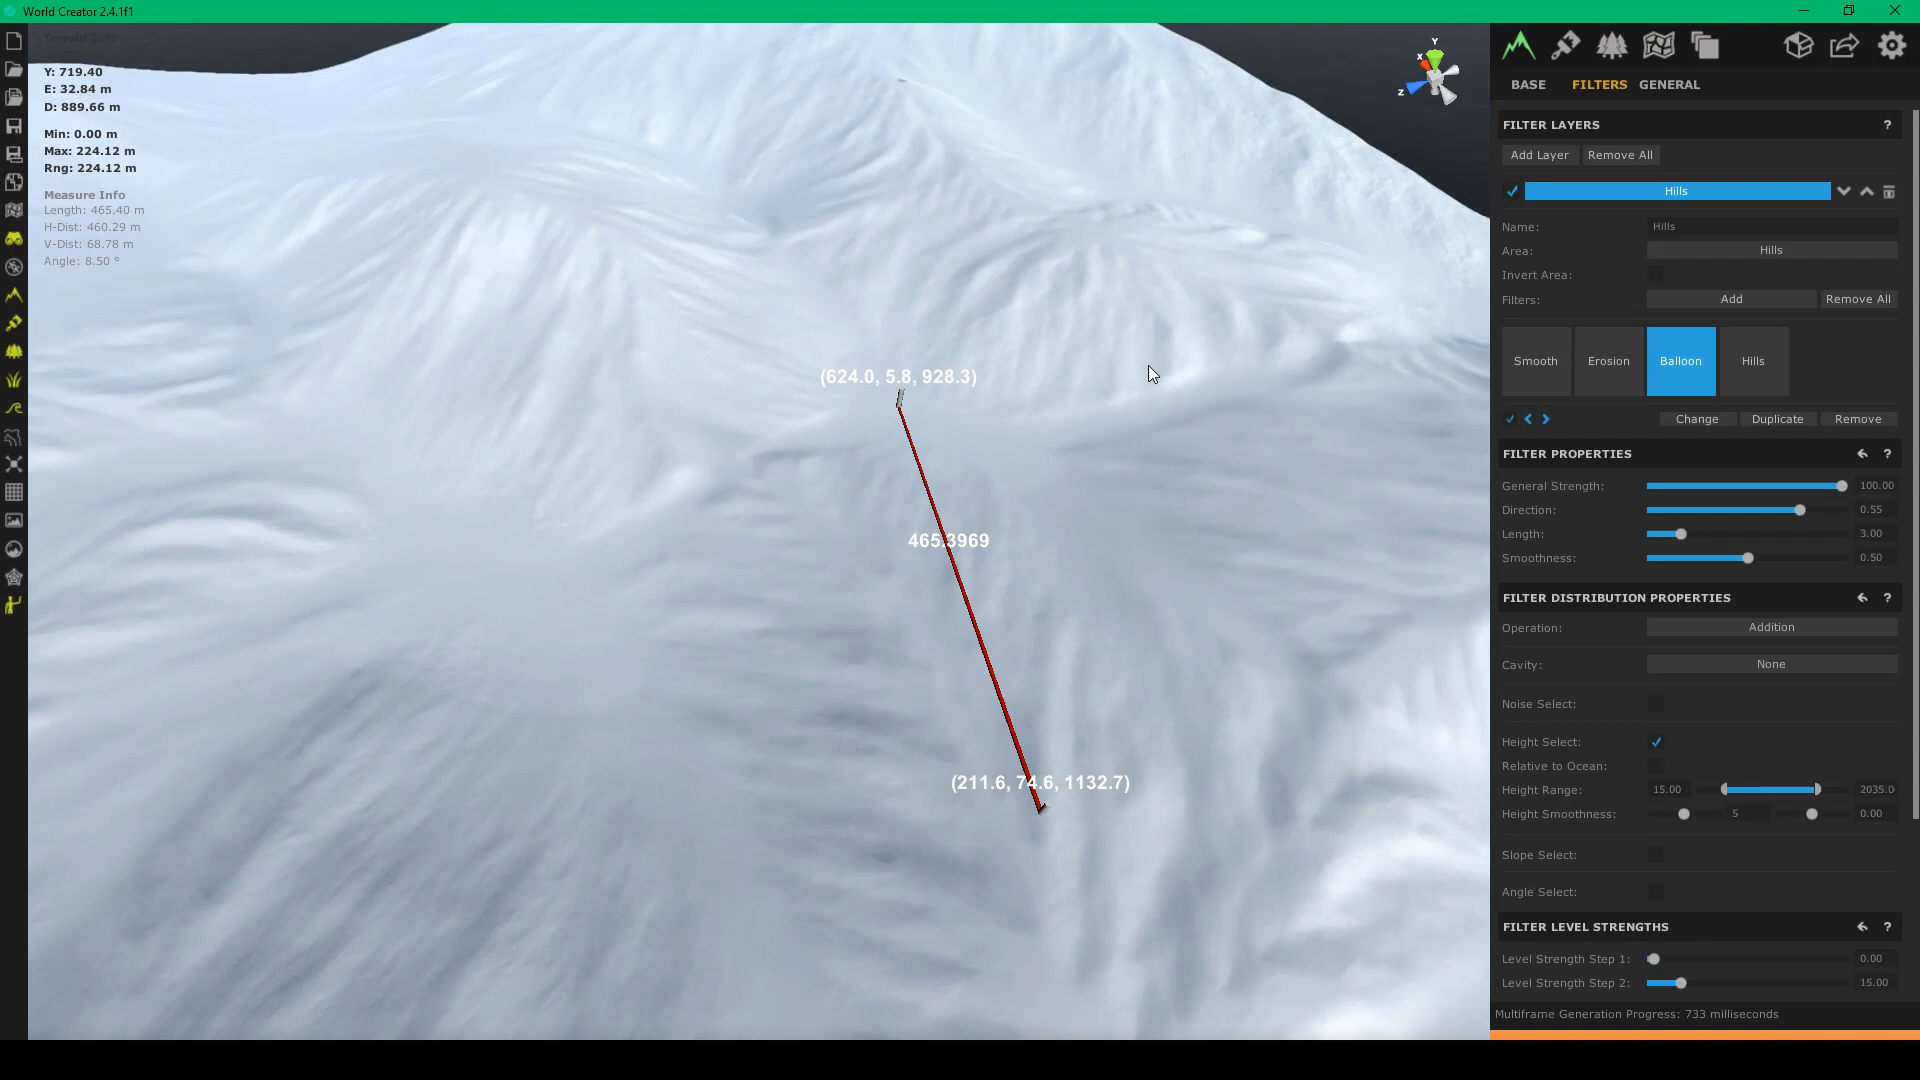 World Creator 2.4.1f1
Terrain Info
Y: 719.40
E: 32.84 m
D: 889.66 m
Min: 0.00 m
Max: 224.12 m
Rng: 224.12 m
Measure Info
Length: 465.40 m
H-Dist: 460.29 m
V-Dist: 68.78 m
Angle: 8.50 °
Y
X
Z
(624.0, 5.8, 928.3)
465.3969
(211.6, 74.6, 1132.7)
BASE FILTERS GENERAL
FILTER LAYERS ?
Add Layer Remove All
Hills
Name: Hills
Area: Hills
Invert Area:
Filters: Add Remove All
Smooth Erosion Balloon Hills
Change Duplicate Remove
FILTER PROPERTIES ?
General Strength: 100.00
Direction: 0.55
Length: 3.00
Smoothness: 0.50
FILTER DISTRIBUTION PROPERTIES ?
Operation: Addition
Cavity: None
Noise Select:
Height Select:
Relative to Ocean:
Height Range: 15.00 2035.0
Height Smoothness: 5 0.00
Slope Select:
Angle Select:
FILTER LEVEL STRENGTHS ?
Level Strength Step 1: 0.00
Level Strength Step 2: 15.00
Multiframe Generation Progress: 733 milliseconds